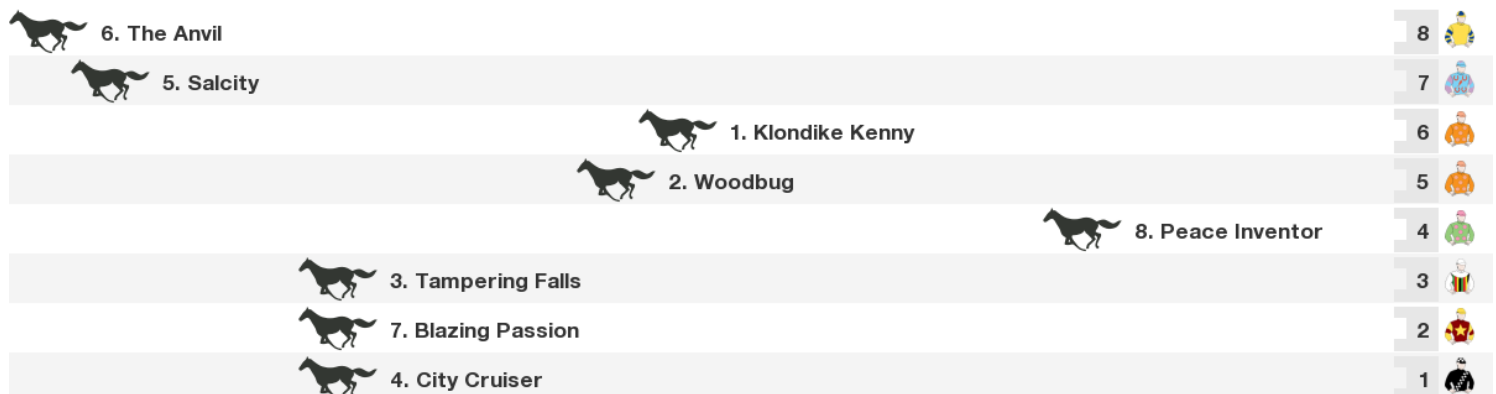 6. The Anvil 8
5. Salcity 7
1. Klondike Kenny 6
2. Woodbug 5
8. Peace Inventor 4
3. Tampering Falls 3
7. Blazing Passion 2
4. City Cruiser 1